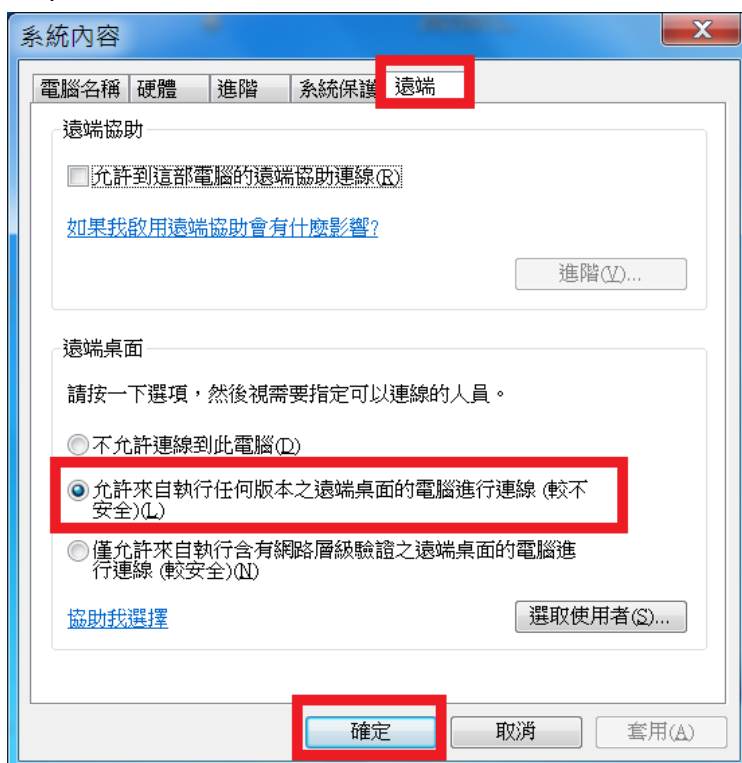 系統內容
電腦名稱 硬體 進階 系統保護 遠端
遠端協助
允許到這部電腦的遠端協助連線(R)
如果我啟用遠端協助會有什麼影響?
進階(V)...
遠端桌面
請按一下選項，然後視需要指定可以連線的人員。
不允許連線到此電腦(D)
允許來自執行任何版本之遠端桌面的電腦進行連線 (較不
安全)(L)
僅允許來自執行含有網路層級驗證之遠端桌面的電腦進
行連線 (較安全)(N)
協助我選擇
選取使用者(S)...
確定 取消 套用(A)